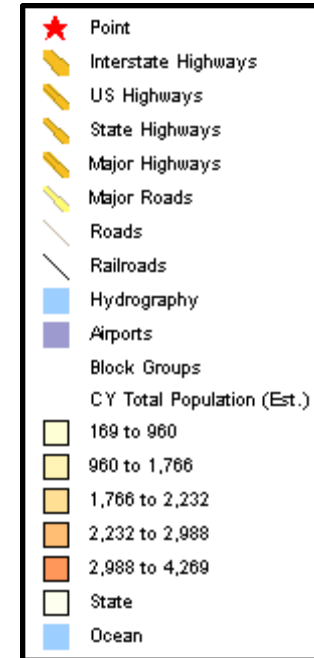 Point
Interstate Highways
US Highways
State Highways
Major Highways
Major Roads
Roads
Railroads
Hydrography
Airports
Block Groups
CY Total Population (Est.)
169 to 960
960 to 1,766
1,766 to 2,232
2,232 to 2,988
2,988 to 4,269
State
Ocean